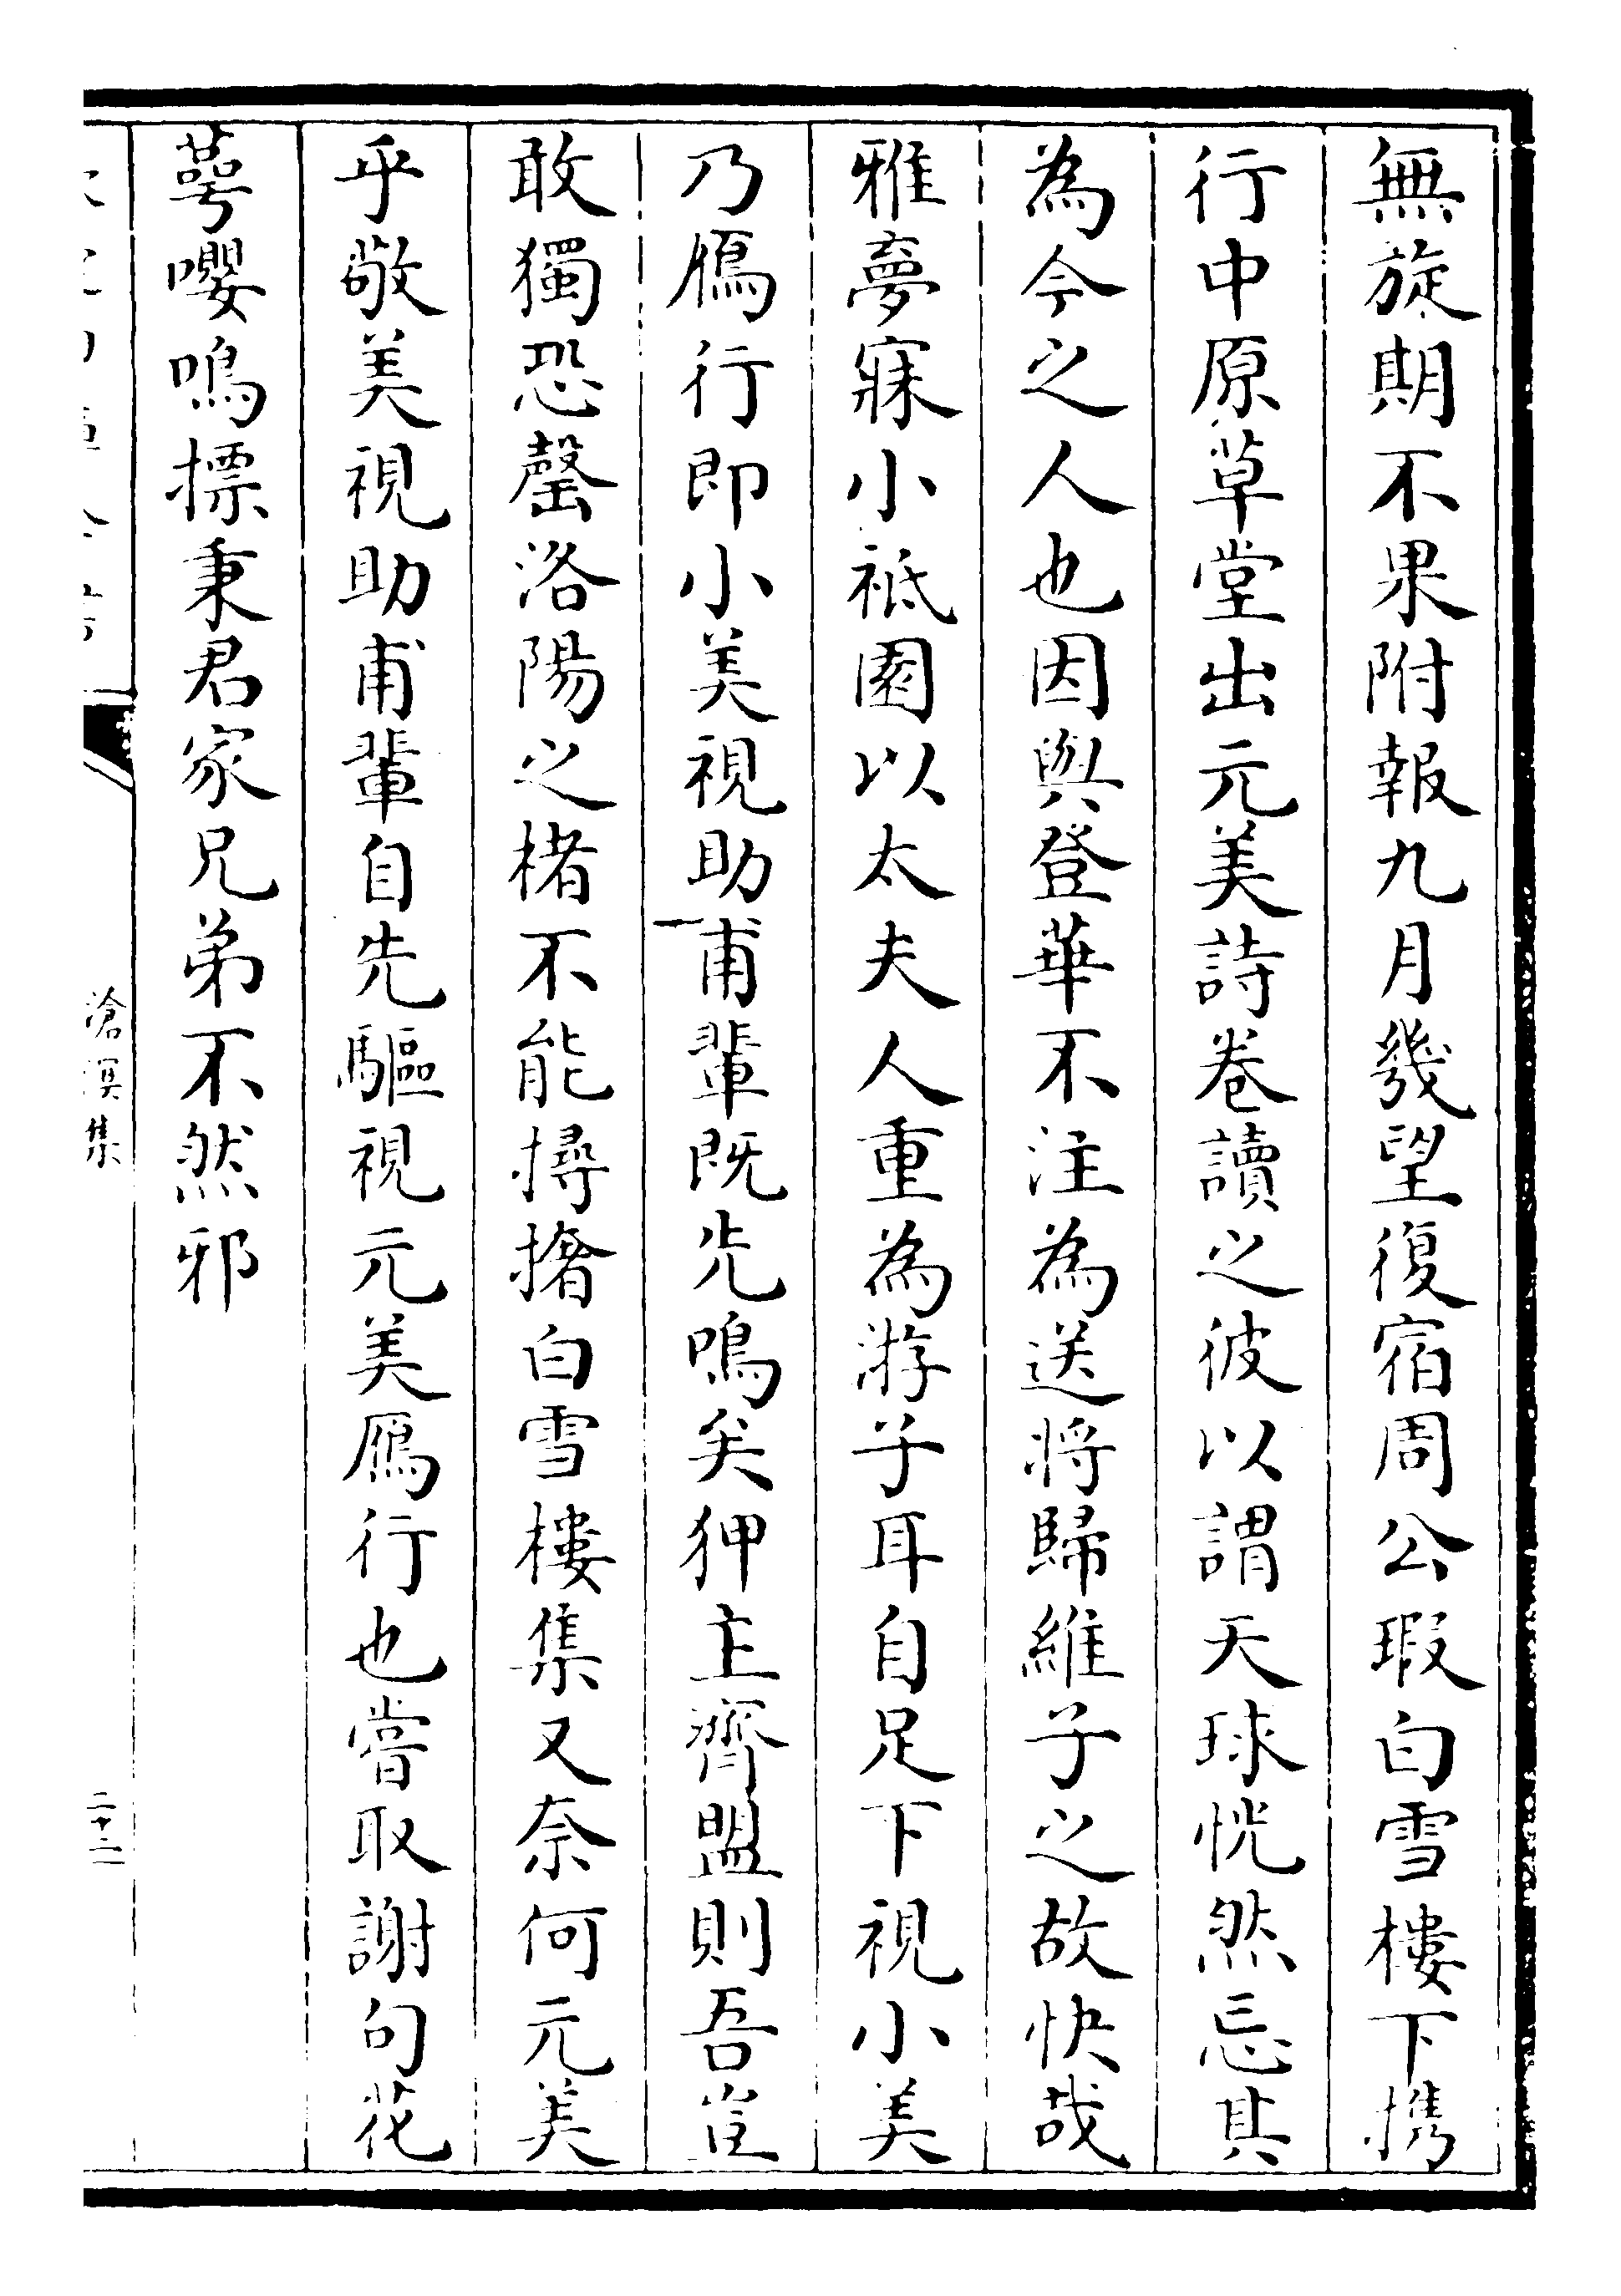 無旋期不果附報九月幾望復宿周公瑕白雪樓下携
行中原草堂出元美詩卷讀之彼以謂天球恍然忘其
為今之人也因與登華不注為送將歸維子之故快哉
雅夢寐小祗園以太夫人重為游子耳自足下視小美
乃鴈行即小美視助甫輩既先鳴矣狎主齊盟則吾豈
敢獨恐罄洛陽之楮不能撏撦白雪樓集又奈何元美
乎敬美視助甫輩自先驅視元美鴈行也嘗取謝句花
萼嚶鳴摽秉君家兄弟不然邪
滄溟集
二十二